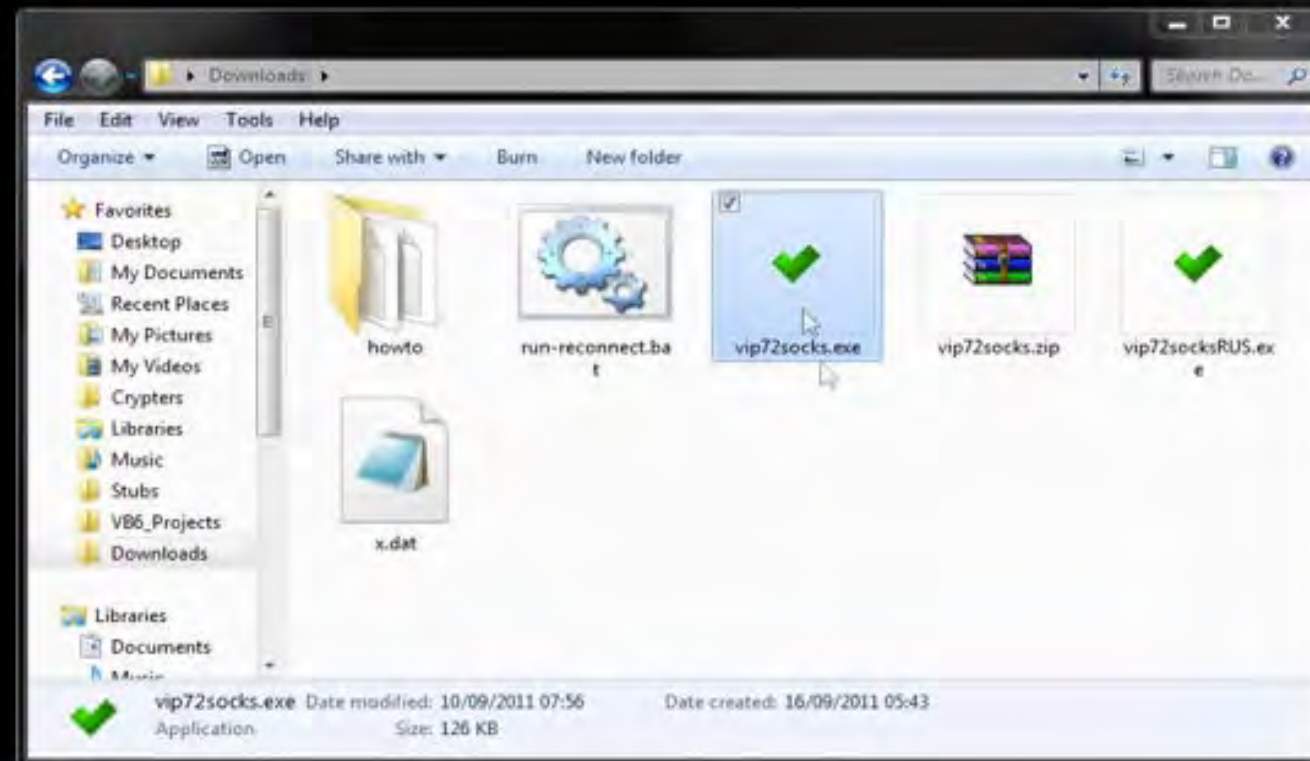 Downloads
Search Do...
File Edit View Tools Help
Organize Open Share with Burn New folder
Favorites
Desktop
My Documents
Recent Places
My Pictures
My Videos
Crypters
Libraries
Music
Stubs
VB6_Projects
Downloads
Libraries
Documents
Music
howto
run-reconnect.ba
t
vip72socks.exe
vip72socks.zip
vip72socksRUS.ex
e
x.dat
vip72socks.exe Date modified: 10/09/2011 07:56 Date created: 16/09/2011 05:43
Application Size: 126 KB